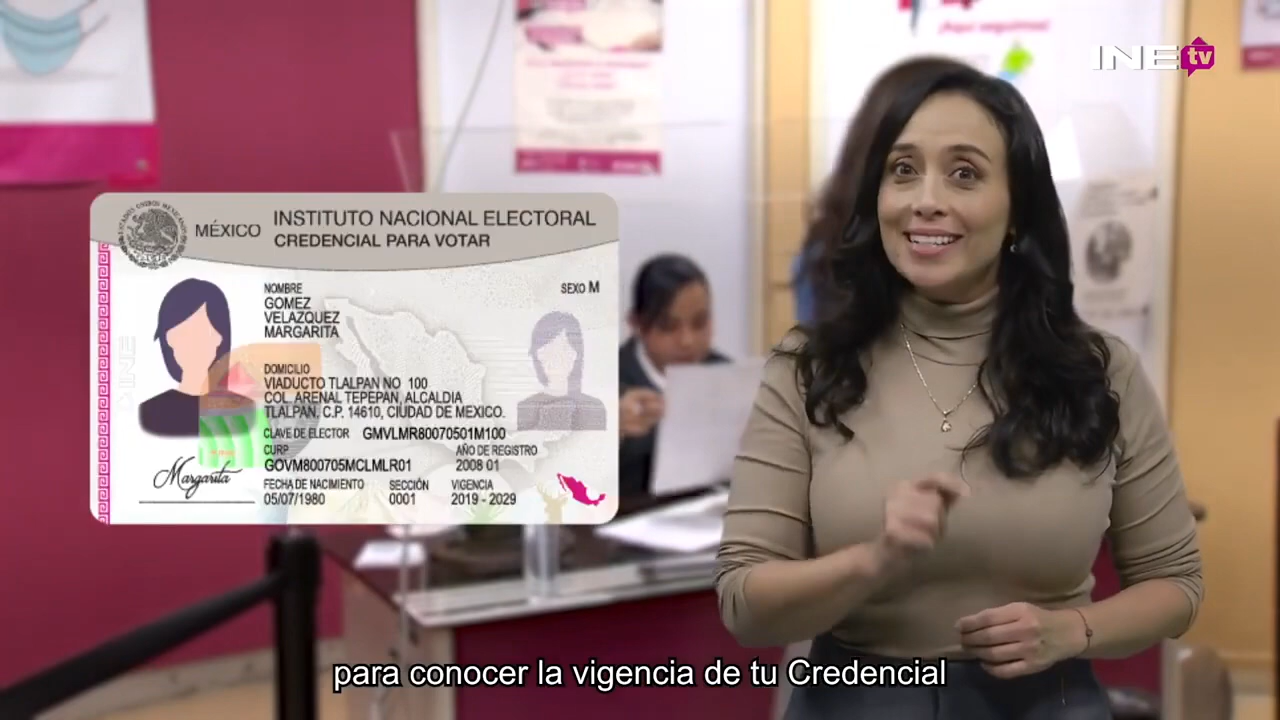 INE tv
MÉXICO
INSTITUTO NACIONAL ELECTORAL
CREDENCIAL PARA VOTAR
NOMBRE
GOMEZ
VELAZQUEZ
MARGARITA
SEXO M
DOMICILIO
VIADUCTO TLALPAN NO 100
COL. ARENAL TEPEPAN, ALCALDIA
TLALPAN, C.P. 14610, CIUDAD DE MEXICO.
CLAVE DE ELECTOR GMVLMR80070501M100
CURP
GOVM800705MCLMLR01
AÑO DE REGISTRO
2008 01
FECHA DE NACIMIENTO
05/07/1980
SECCIÓN
0001
VIGENCIA
2019 - 2029
Margarita
INE
para conocer la vigencia de tu Credencial